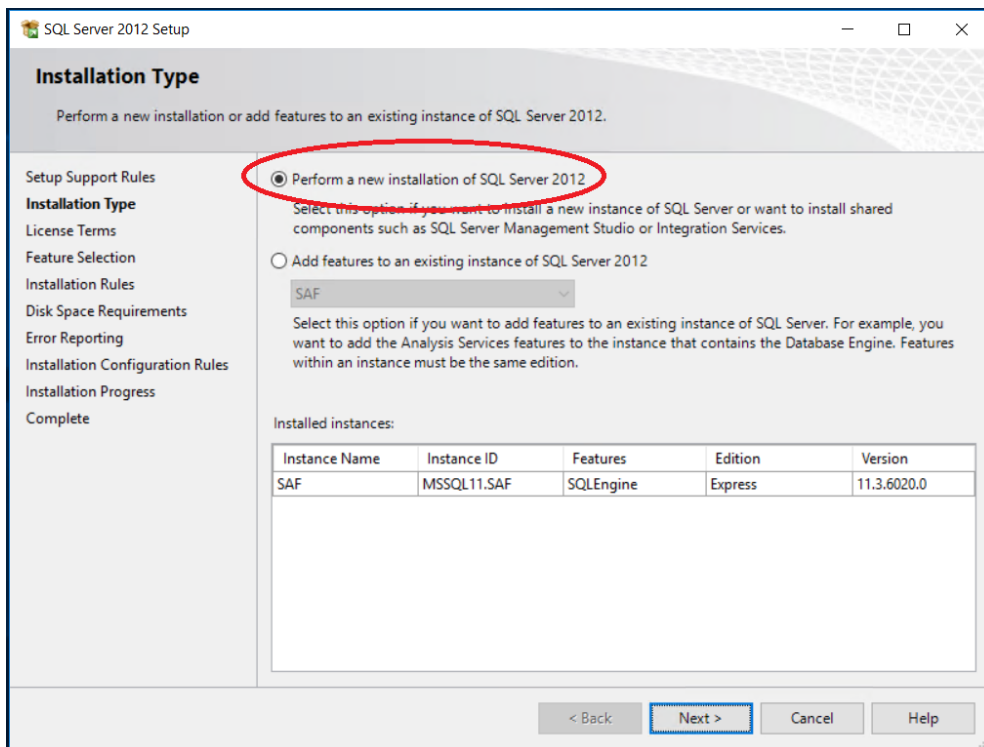 SQL Server 2012 Setup
Installation Type
Perform a new installation or add features to an existing instance of SQL Server 2012.
Setup Support Rules
Installation Type
License Terms
Feature Selection
Installation Rules
Disk Space Requirements
Error Reporting
Installation Configuration Rules
Installation Progress
Complete
Perform a new installation of SQL Server 2012
Select this option if you want to install a new instance of SQL Server or want to install shared
components such as SQL Server Management Studio or Integration Services.
Add features to an existing instance of SQL Server 2012
SAF
Select this option if you want to add features to an existing instance of SQL Server. For example, you
want to add the Analysis Services features to the instance that contains the Database Engine. Features
within an instance must be the same edition.
Installed instances:
Instance Name Instance ID Features Edition Version
SAF MSSQL11.SAF SQLEngine Express 11.3.6020.0
< Back Next > Cancel Help